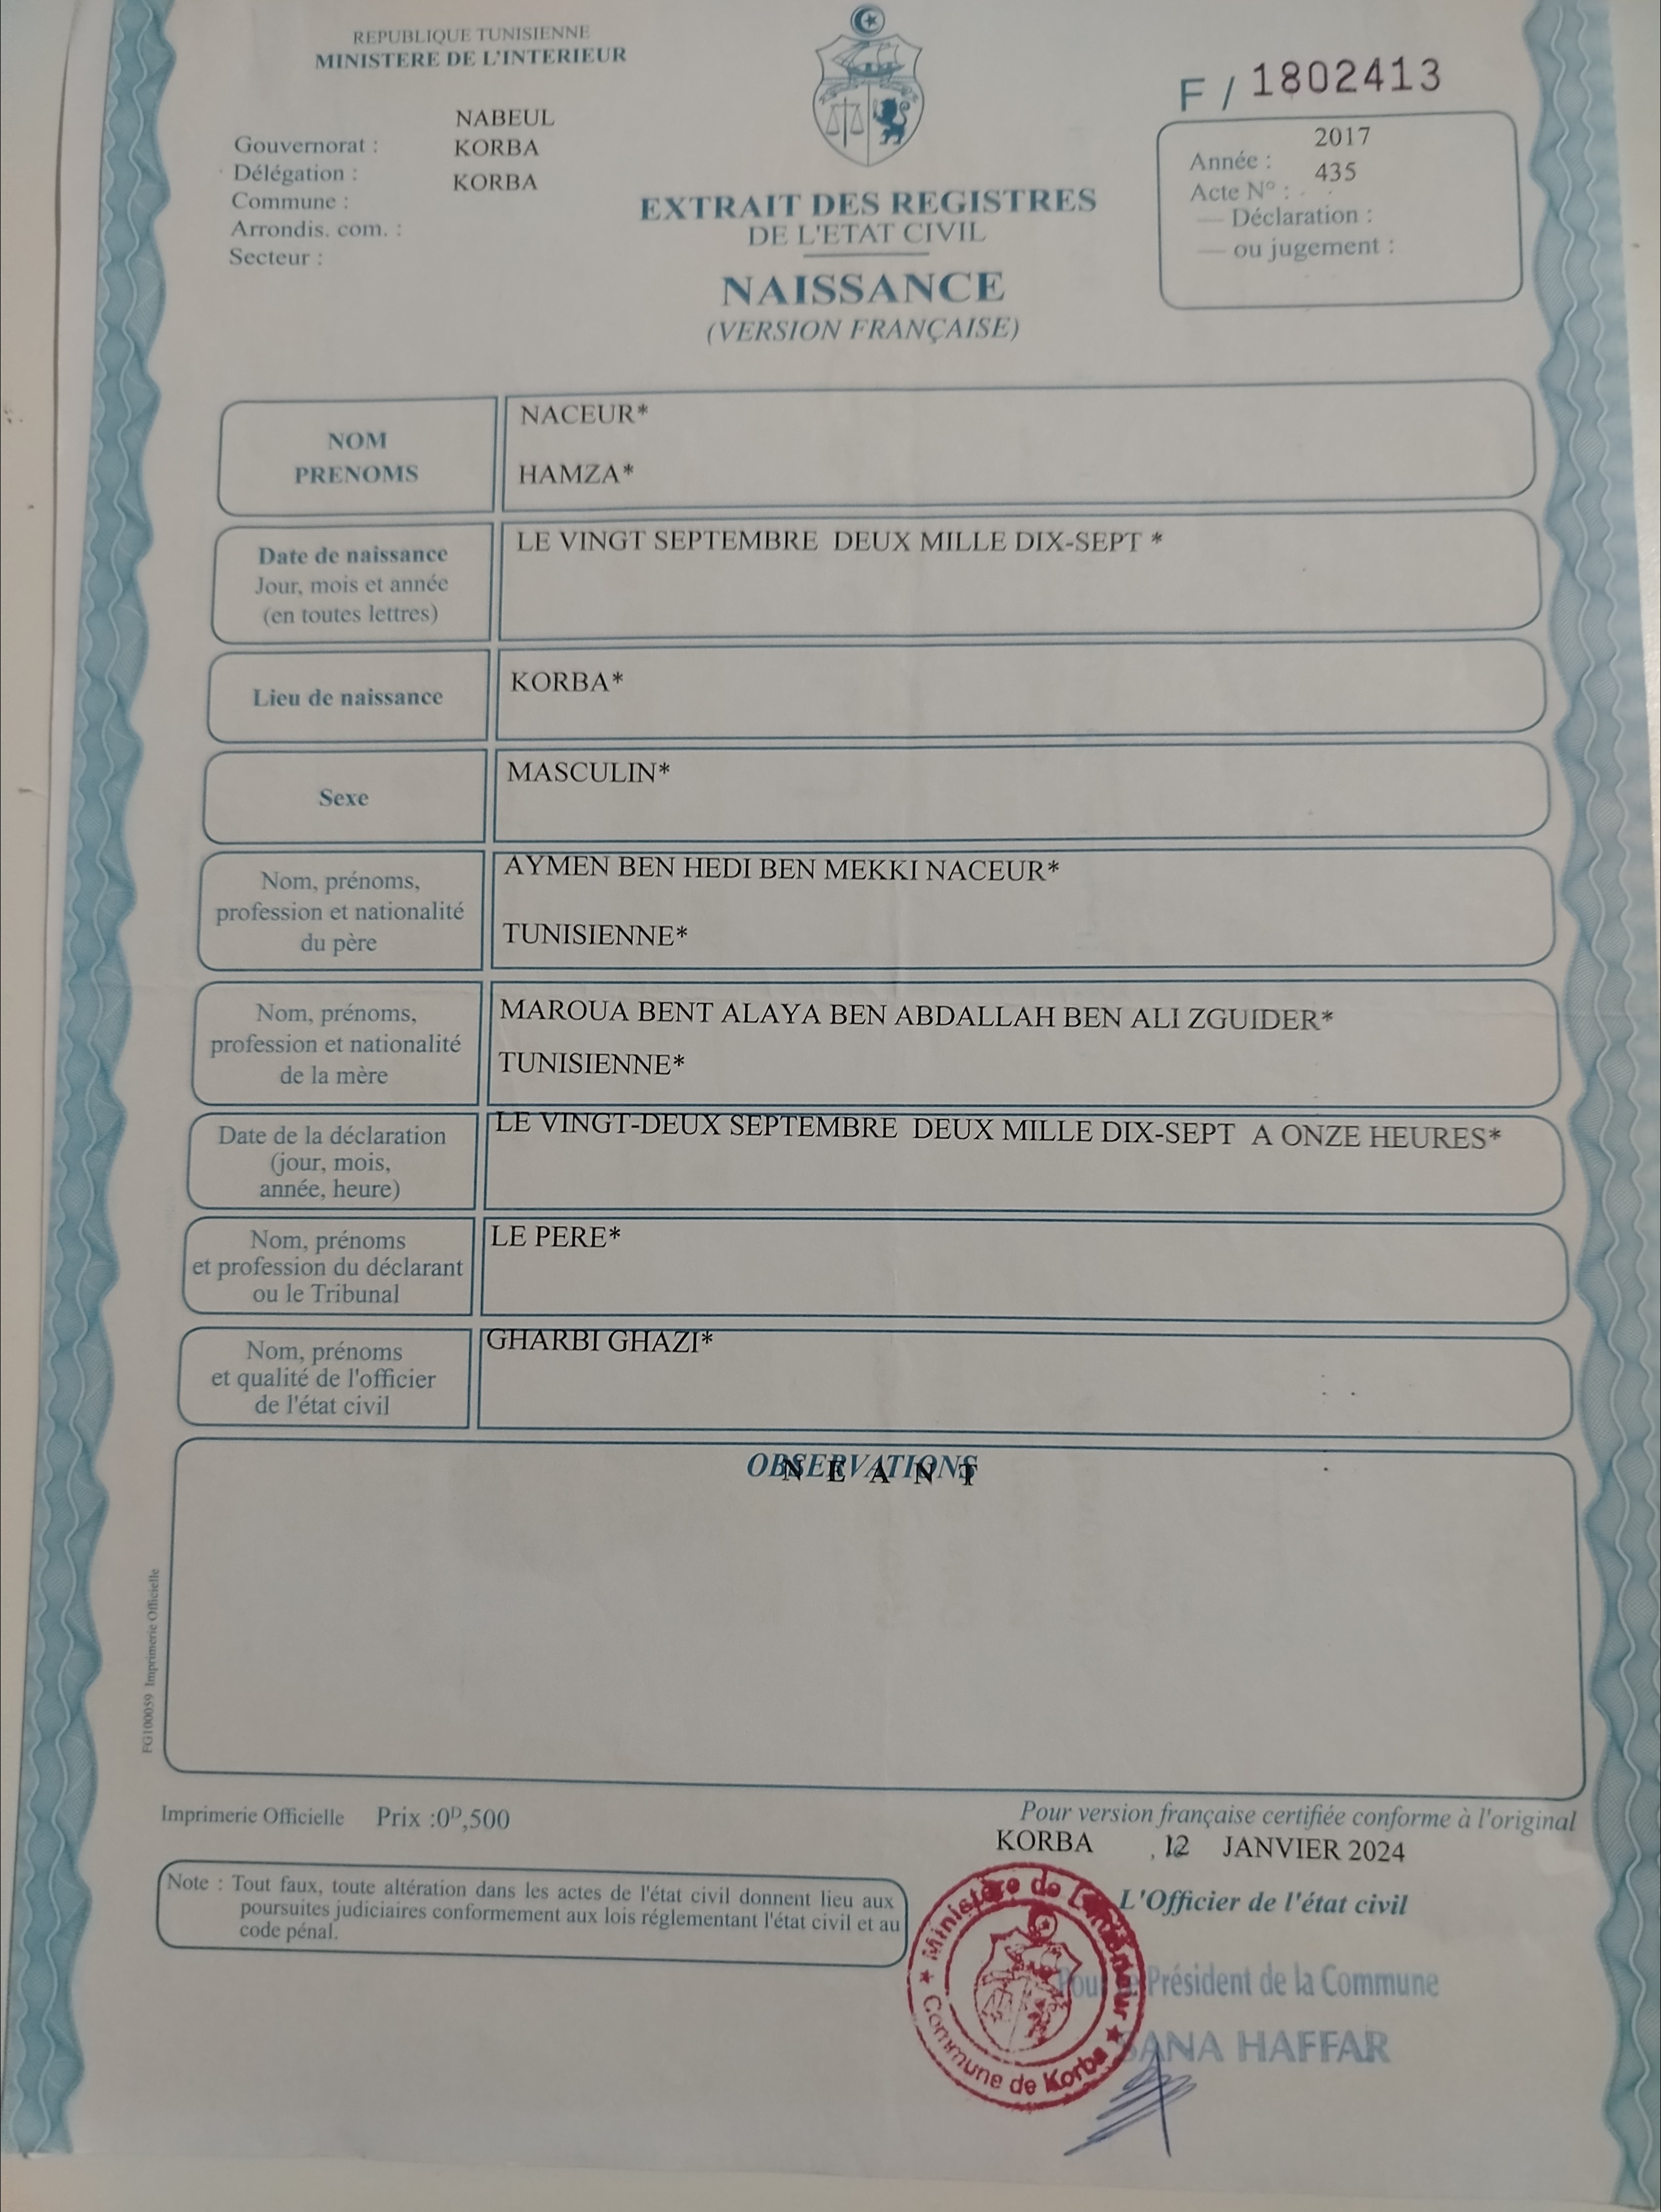 REPUBLIQUE TUNISIENNE
MINISTERE DE L'INTERIEUR
NABEUL
Gouvernorat :
KORBA
Délégation :
KORBA
Commune :
Arrondis. com. :
Secteur :
F / 1802413
2017
Année :
435
Acte N° :
— Déclaration :
— ou jugement :
EXTRAIT DES REGISTRES
DE L'ETAT CIVIL
NAISSANCE
(VERSION FRANÇAISE)
NOM
PRENOMS
NACEUR*
HAMZA*
Date de naissance
Jour, mois et année
(en toutes lettres)
LE VINGT SEPTEMBRE DEUX MILLE DIX-SEPT *
Lieu de naissance
KORBA*
Sexe
MASCULIN*
Nom, prénoms,
profession et nationalité
du père
AYMEN BEN HEDI BEN MEKKI NACEUR*
TUNISIENNE*
Nom, prénoms,
profession et nationalité
de la mère
MAROUA BENT ALAYA BEN ABDALLAH BEN ALI ZGUIDER*
TUNISIENNE*
Date de la déclaration
(jour, mois,
année, heure)
LE VINGT-DEUX SEPTEMBRE DEUX MILLE DIX-SEPT A ONZE HEURES*
Nom, prénoms
et profession du déclarant
ou le Tribunal
LE PERE*
Nom, prénoms
et qualité de l'officier
de l'état civil
GHARBI GHAZI*
OBSERVATIONS
N E A N T
FG100059 Imprimerie Officielle
Imprimerie Officielle Prix :0ᴰ,500
Pour version française certifiée conforme à l'original
KORBA , 12 JANVIER 2024
Note : Tout faux, toute altération dans les actes de l'état civil donnent lieu aux
poursuites judiciaires conformement aux lois réglementant l'état civil et au
code pénal.
L'Officier de l'état civil
Pour le Président de la Commune
SANA HAFFAR
Ministère de L'intérieur
Commune de Korba